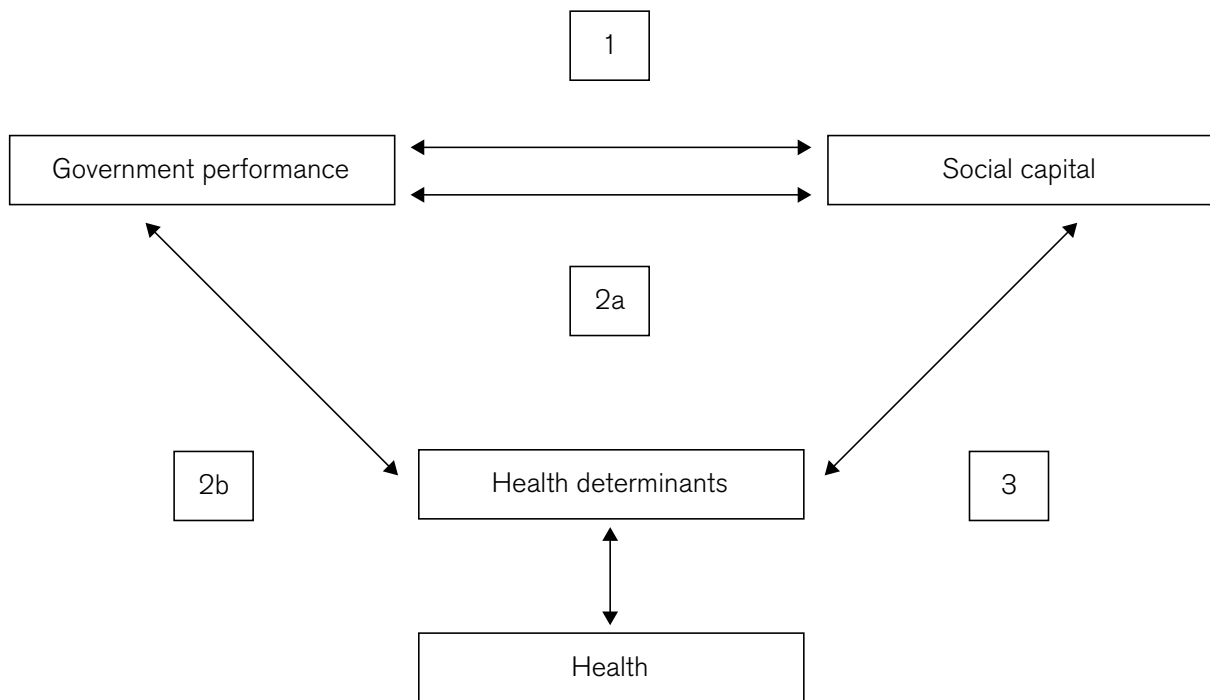 1
Government performance
Social capital
2a
2b
Health determinants
3
Health